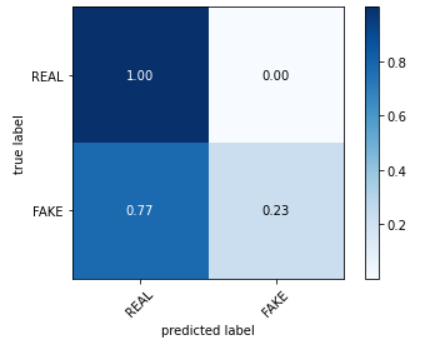 REAL
1.00
0.00
FAKE
0.77
0.23
true label
REAL
FAKE
predicted label
0.8
0.6
0.4
0.2